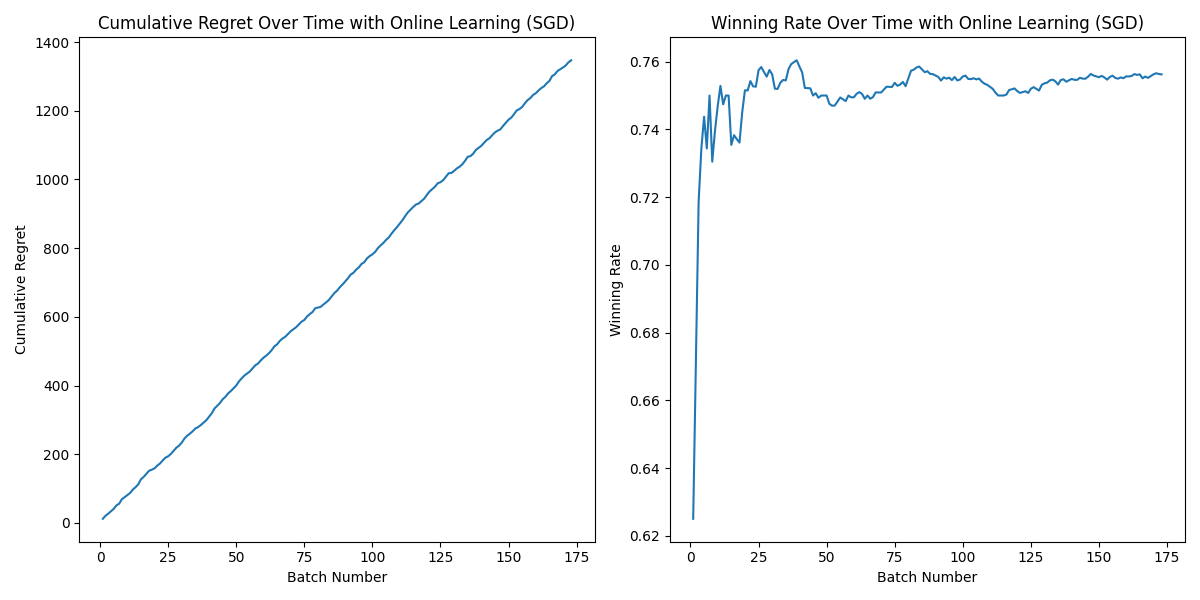 Cumulative Regret Over Time with Online Learning (SGD)
1400
1200
1000
800
600
400
200
0
Cumulative Regret
0 25 50 75 100 125 150 175
Batch Number
Winning Rate Over Time with Online Learning (SGD)
0.76
0.74
0.72
0.70
0.68
0.66
0.64
0.62
Winning Rate
0 25 50 75 100 125 150 175
Batch Number